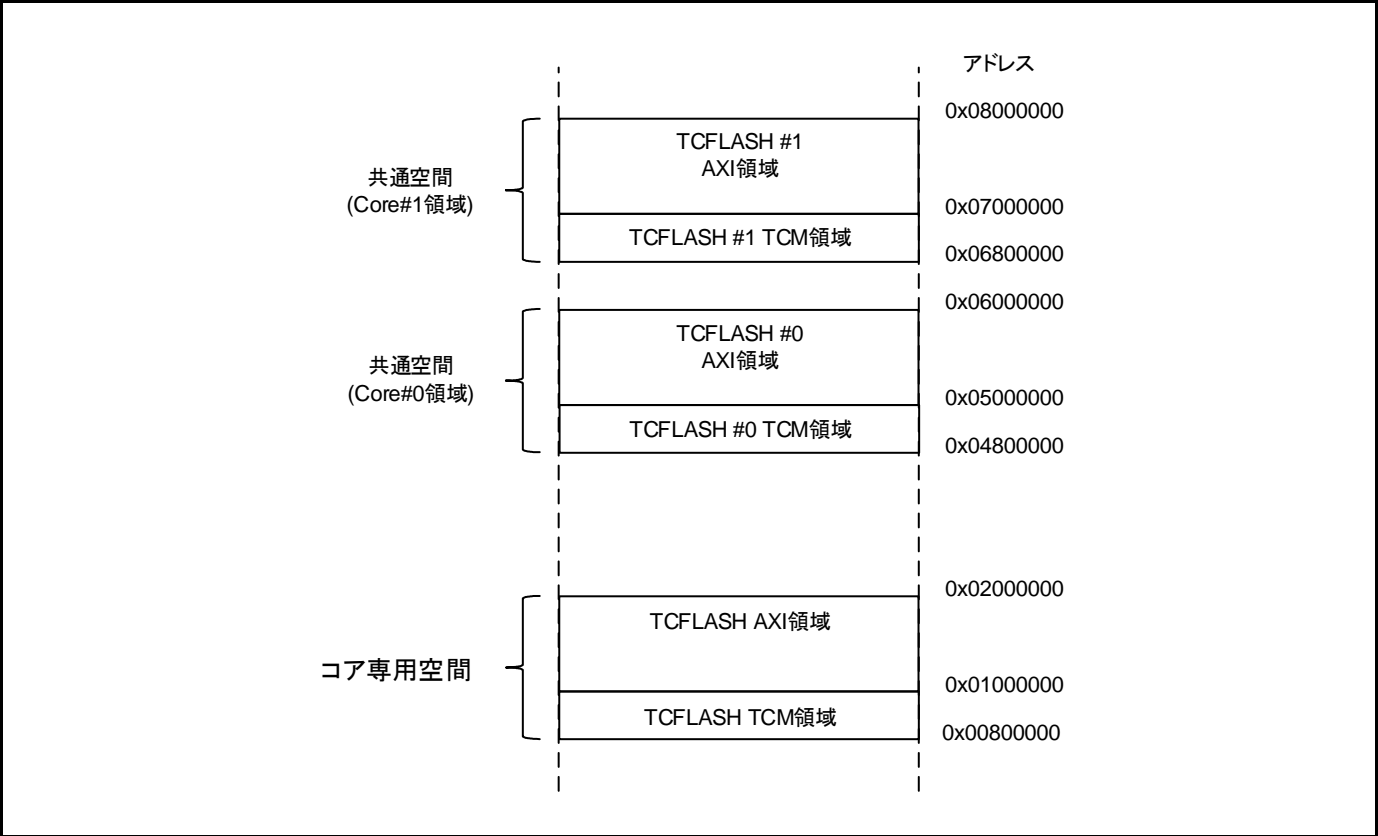 アドレス
0x08000000
TCFLASH #1
AXI領域
共通空間
(Core#1領域)
0x07000000
TCFLASH #1 TCM領域
0x06800000
0x06000000
TCFLASH #0
AXI領域
共通空間
(Core#0領域)
0x05000000
TCFLASH #0 TCM領域
0x04800000
0x02000000
TCFLASH AXI領域
コア専用空間
0x01000000
TCFLASH TCM領域
0x00800000